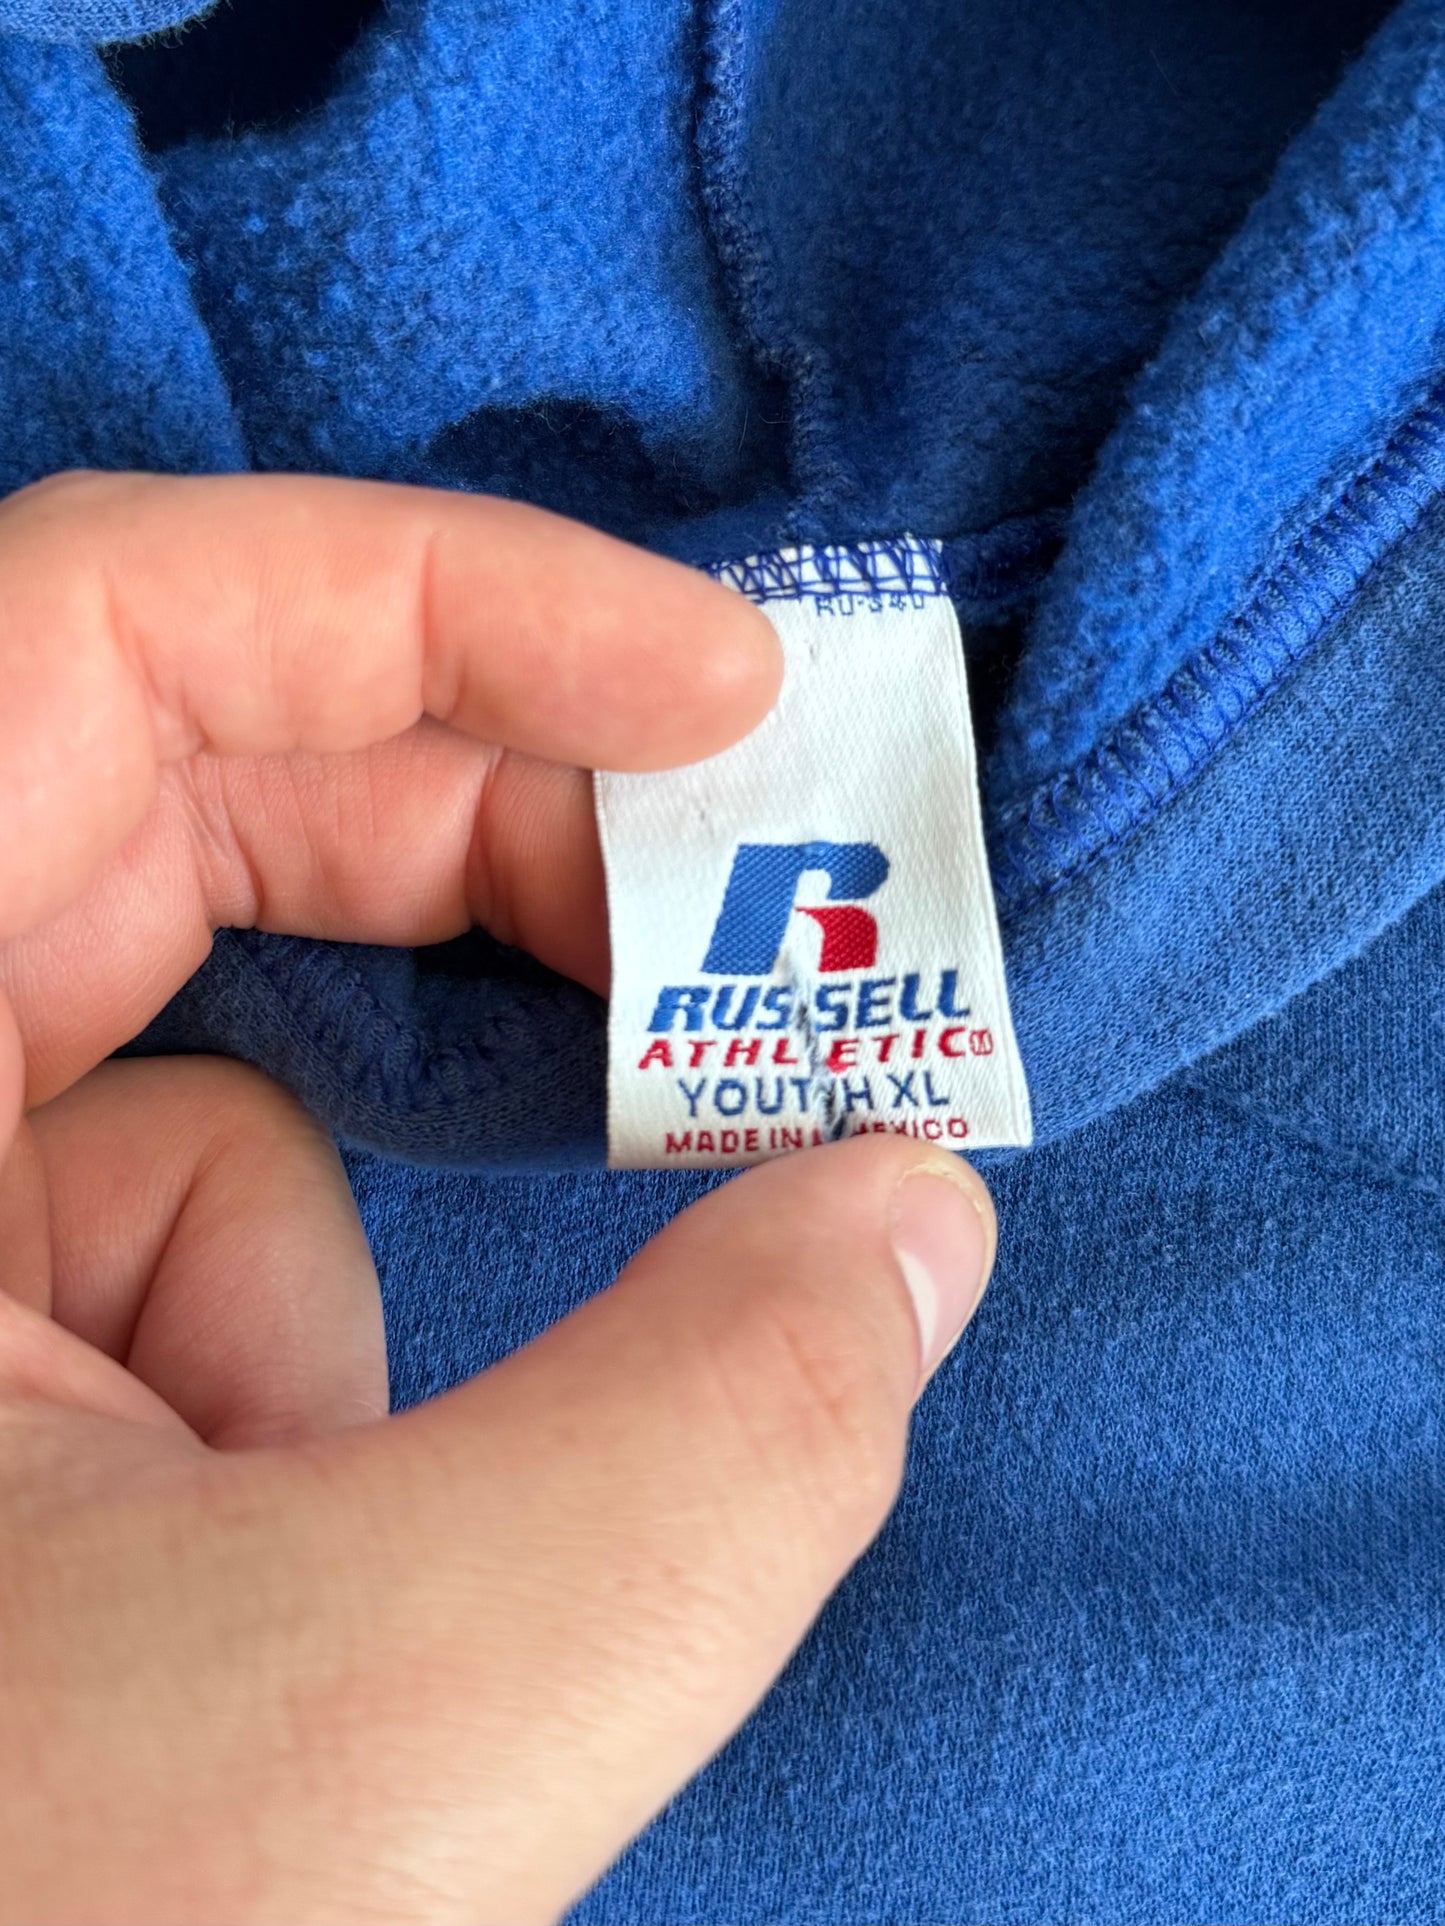 RUSSELL
ATHLETIC
YOUTH XL
MADE IN MEXICO